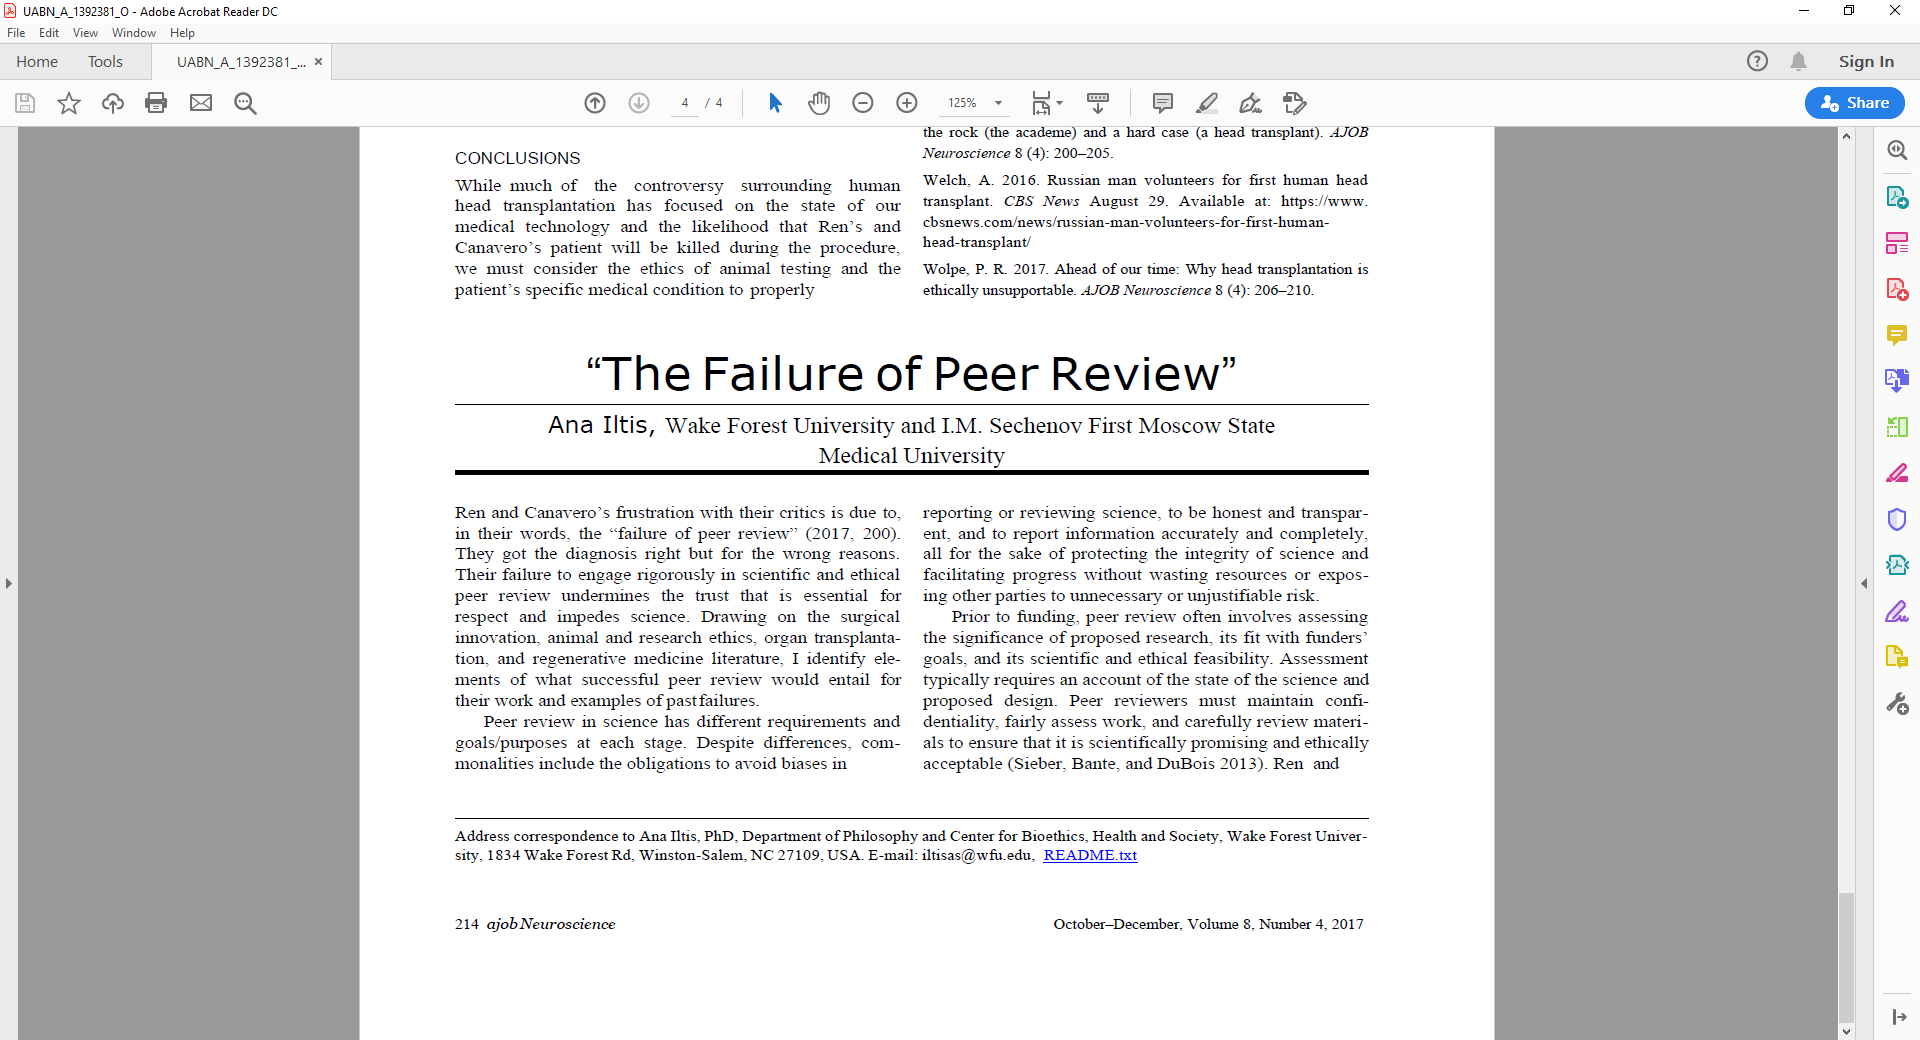 UABN_A_1392381_O - Adobe Acrobat Reader DC
File Edit View Window Help
Home Tools UABN_A_1392381_... ×
Sign In
4 / 4
125%
Share
CONCLUSIONS
While much of the controversy surrounding human
head transplantation has focused on the state of our
medical technology and the likelihood that Ren's and
Canavero's patient will be killed during the procedure,
we must consider the ethics of animal testing and the
patient's specific medical condition to properly
the rock (the academe) and a hard case (a head transplant). AJOB
Neuroscience 8 (4): 200–205.
Welch, A. 2016. Russian man volunteers for first human head
transplant. CBS News August 29. Available at: https://www.
cbsnews.com/news/russian-man-volunteers-for-first-human-
head-transplant/
Wolpe, P. R. 2017. Ahead of our time: Why head transplantation is
ethically unsupportable. AJOB Neuroscience 8 (4): 206–210.
“The Failure of Peer Review”
Ana Iltis, Wake Forest University and I.M. Sechenov First Moscow State
Medical University
Ren and Canavero's frustration with their critics is due to,
in their words, the “failure of peer review” (2017, 200).
They got the diagnosis right but for the wrong reasons.
Their failure to engage rigorously in scientific and ethical
peer review undermines the trust that is essential for
respect and impedes science. Drawing on the surgical
innovation, animal and research ethics, organ transplanta-
tion, and regenerative medicine literature, I identify ele-
ments of what successful peer review would entail for
their work and examples of past failures.
Peer review in science has different requirements and
goals/purposes at each stage. Despite differences, com-
monalities include the obligations to avoid biases in
reporting or reviewing science, to be honest and transpar-
ent, and to report information accurately and completely,
all for the sake of protecting the integrity of science and
facilitating progress without wasting resources or expos-
ing other parties to unnecessary or unjustifiable risk.
Prior to funding, peer review often involves assessing
the significance of proposed research, its fit with funders'
goals, and its scientific and ethical feasibility. Assessment
typically requires an account of the state of the science and
proposed design. Peer reviewers must maintain confi-
dentiality, fairly assess work, and carefully review materi-
als to ensure that it is scientifically promising and ethically
acceptable (Sieber, Bante, and DuBois 2013). Ren and
Address correspondence to Ana Iltis, PhD, Department of Philosophy and Center for Bioethics, Health and Society, Wake Forest Univer-
sity, 1834 Wake Forest Rd, Winston-Salem, NC 27109, USA. E-mail: iltisas@wfu.edu, README.txt
214 ajob Neuroscience
October–December, Volume 8, Number 4, 2017